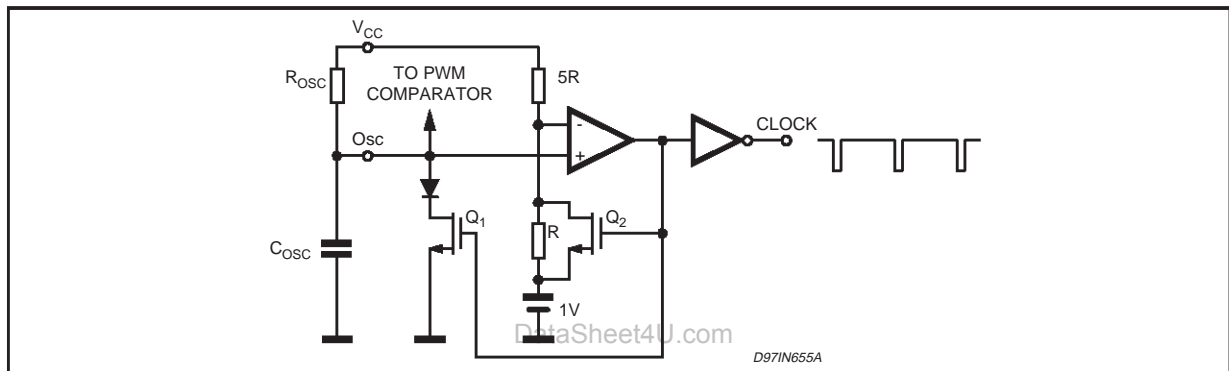 VCC
ROSC
TO PWM
COMPARATOR
5R
CLOCK
-
Osc
+
Q1
Q2
R
COSC
1V
DataSheet4U.com
D97IN655A